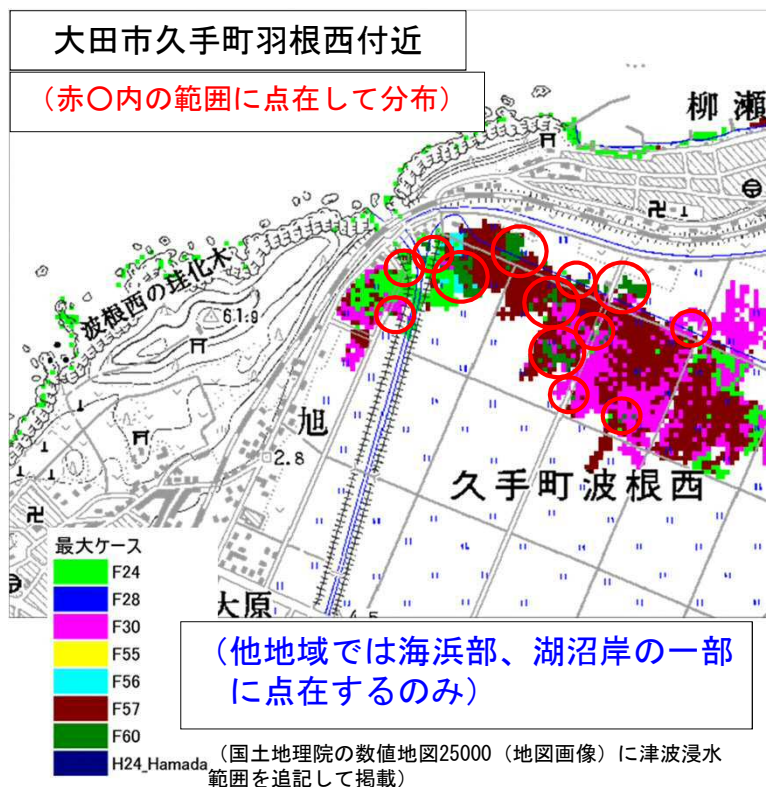 大田市久手町羽根西付近
（赤〇内の範囲に点在して分布）
柳瀬
波根西の珪化木
61.9
旭
2.8
久手町波根西
大原
4.5
最大ケース
F24
F28
F30
F55
F56
F57
F60
H24_Hamada
（他地域では海浜部、湖沼岸の一部
に点在するのみ）
（国土地理院の数値地図25000（地図画像）に津波浸水
範囲を追記して掲載）